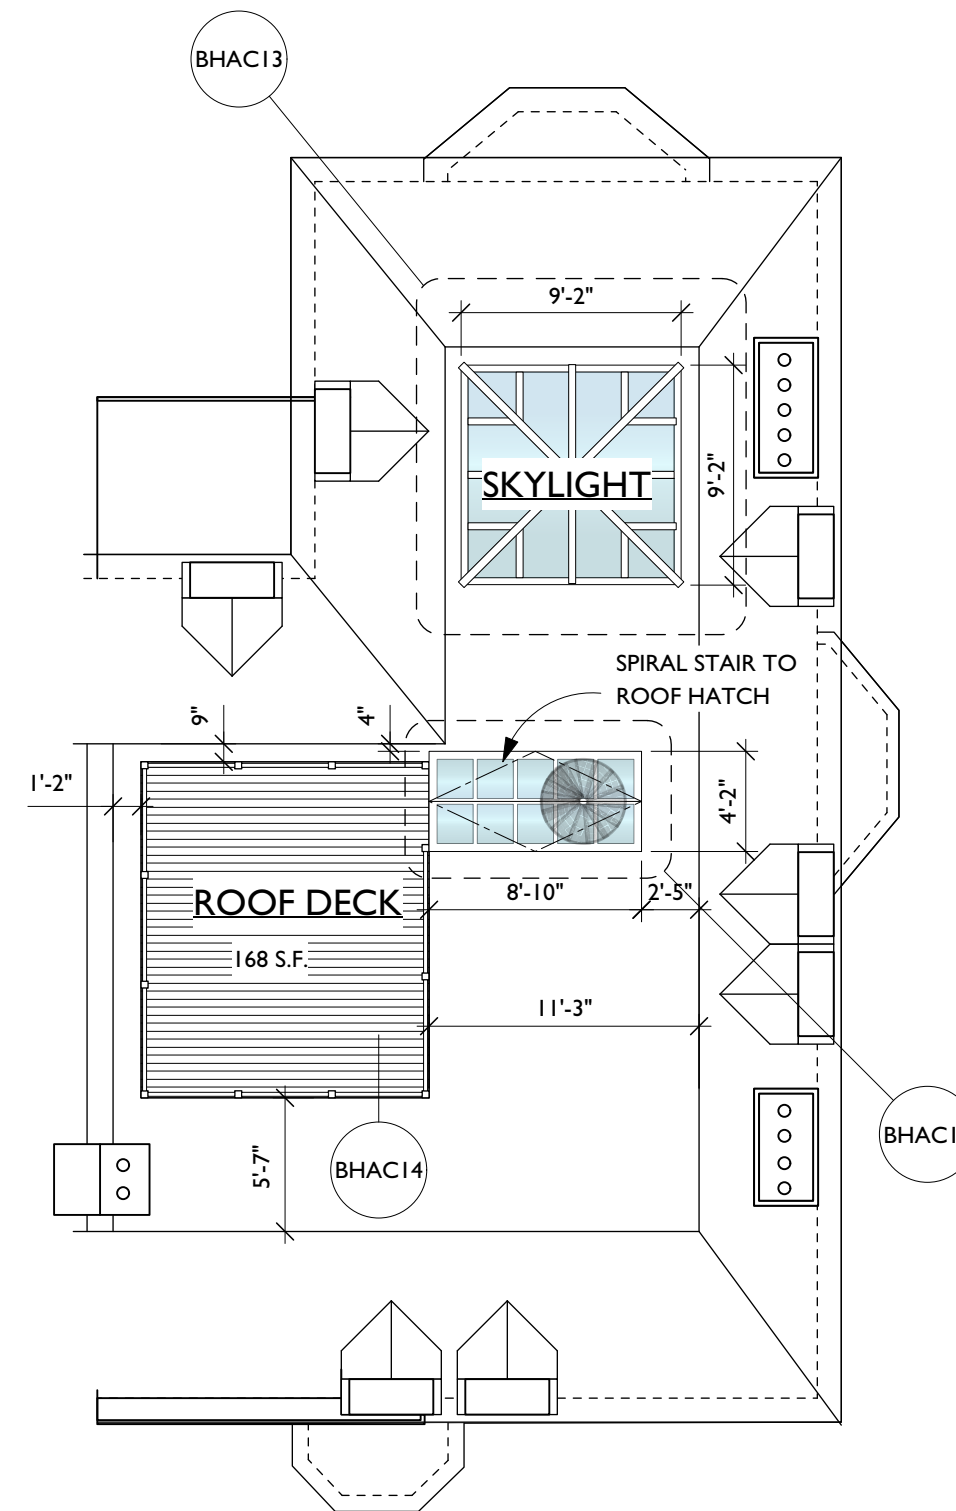 BHAC13
9'-2"
9'-2"
SKYLIGHT
SPIRAL STAIR TO
ROOF HATCH
9"
4"
1'-2"
4'-2"
8'-10"
2'-5"
ROOF DECK
168 S.F.
11'-3"
5'-7"
BHAC14
BHAC1